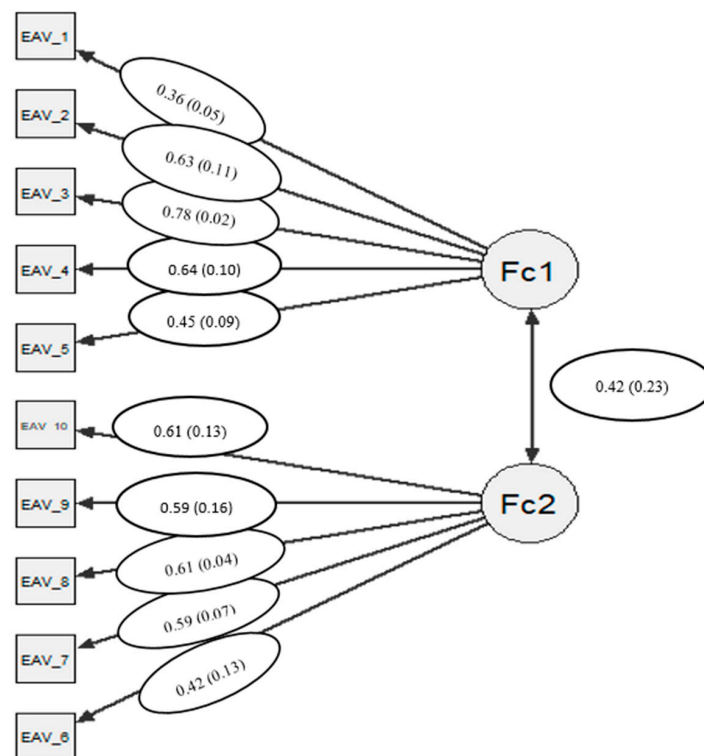 EAV_1
0.36 (0.05)
EAV_2
0.63 (0.11)
EAV_3
0.78 (0.02)
EAV_4
0.64 (0.10)
Fc1
EAV_5
0.45 (0.09)
0.42 (0.23)
EAV_10
0.61 (0.13)
EAV_9
0.59 (0.16)
Fc2
EAV_8
0.61 (0.04)
EAV_7
0.59 (0.07)
EAV_6
0.42 (0.13)